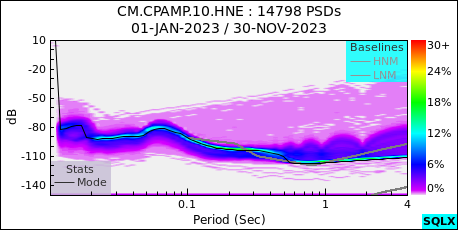 CM.CPAMP.10.HNE : 14798 PSDs
01-JAN-2023 / 30-NOV-2023
10
-20
-50
-80
-110
-140
dB
Baselines
HNM
LNM
Stats
Mode
30+
24%
18%
12%
6%
0%
0.1
1
4
Period (Sec)
SQLX